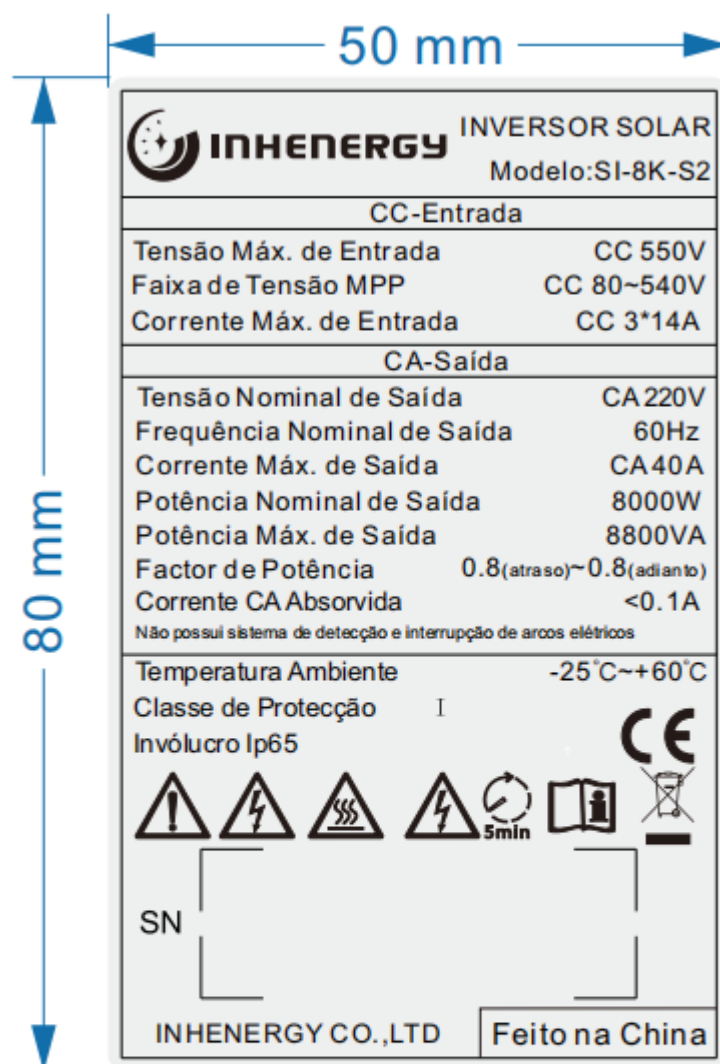 50 mm
80 mm
INHENERGY INVERSOR SOLAR
Modelo:SI-8K-S2
CC-Entrada
Tensão Máx. de Entrada CC 550V
Faixa de Tensão MPP CC 80~540V
Corrente Máx. de Entrada CC 3*14A
CA-Saída
Tensão Nominal de Saída CA 220V
Frequência Nominal de Saída 60Hz
Corrente Máx. de Saída CA 40A
Potência Nominal de Saída 8000W
Potência Máx. de Saída 8800VA
Factor de Potência 0.8(atraso)~0.8(adianto)
Corrente CA Absorvida <0.1A
Não possui sistema de detecção e interrupção de arcos elétricos
Temperatura Ambiente -25°C~+60°C
Classe de Protecção I
Invólucro Ip65
CE
5min
SN
INHENERGY CO.,LTD
Feito na China